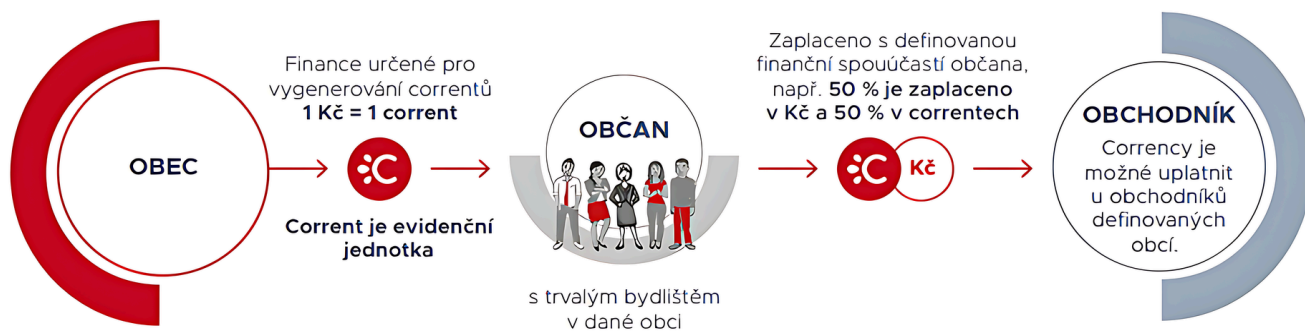 OBEC
Finance určené pro
vygenerování correntů
1 Kč = 1 corrent
C
Corrent je evidenční
jednotka
OBČAN
s trvalým bydlištěm
v dané obci
Zaplaceno s definovanou
finanční spouúčastí občana,
např. 50 % je zaplaceno
v Kč a 50 % v correntech
C Kč
OBCHODNÍK
Corrency je
možné uplatnit
u obchodníků
definovaných
obcí.